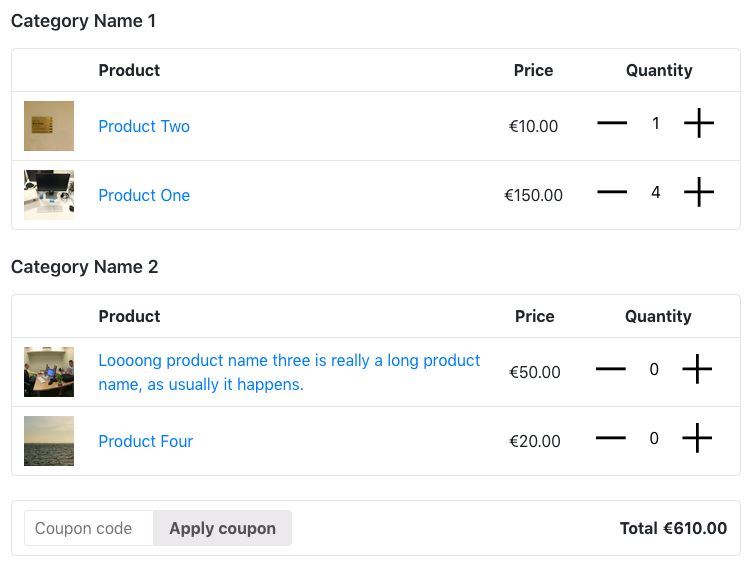 Category Name 1
Product Price Quantity
Product Two €10.00 1
Product One €150.00 4
Category Name 2
Product Price Quantity
Loooong product name three is really a long product
name, as usually it happens. €50.00 0
Product Four €20.00 0
Coupon code Apply coupon Total €610.00